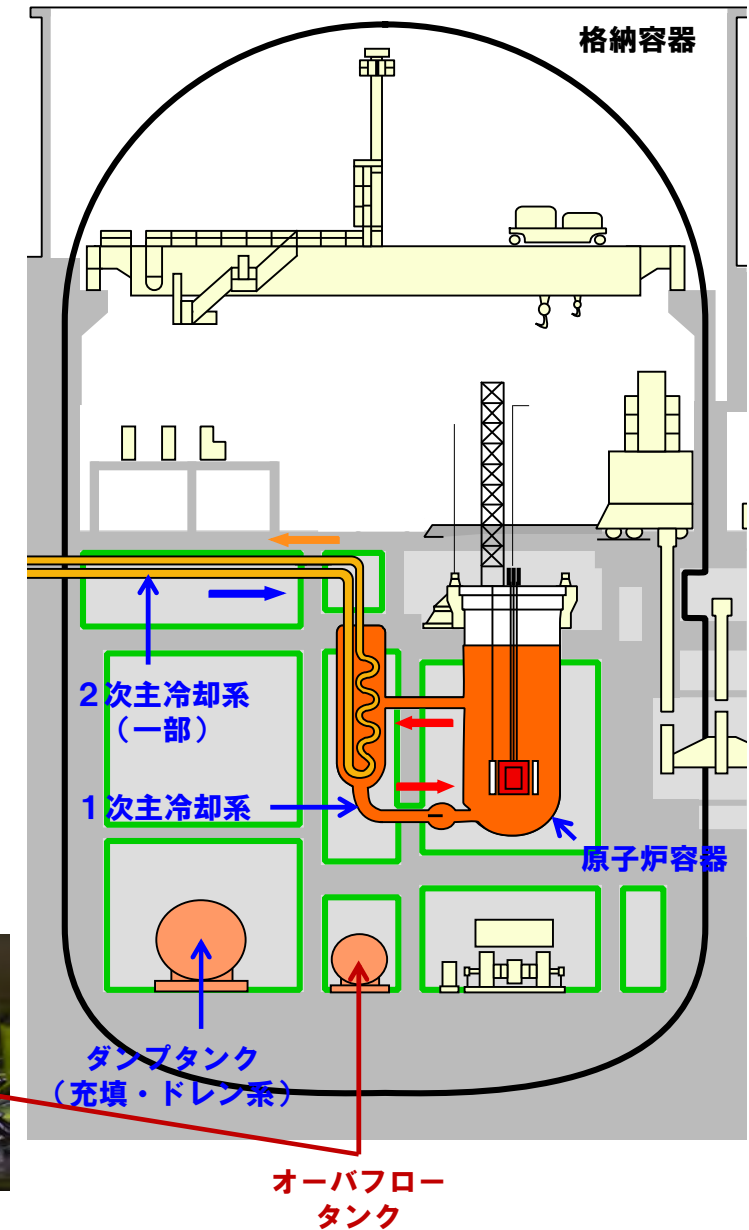 格納容器
２次主冷却系
（一部）
１次主冷却系
原子炉容器
ダンプタンク
（充填・ドレン系）
オーバフロー
タンク